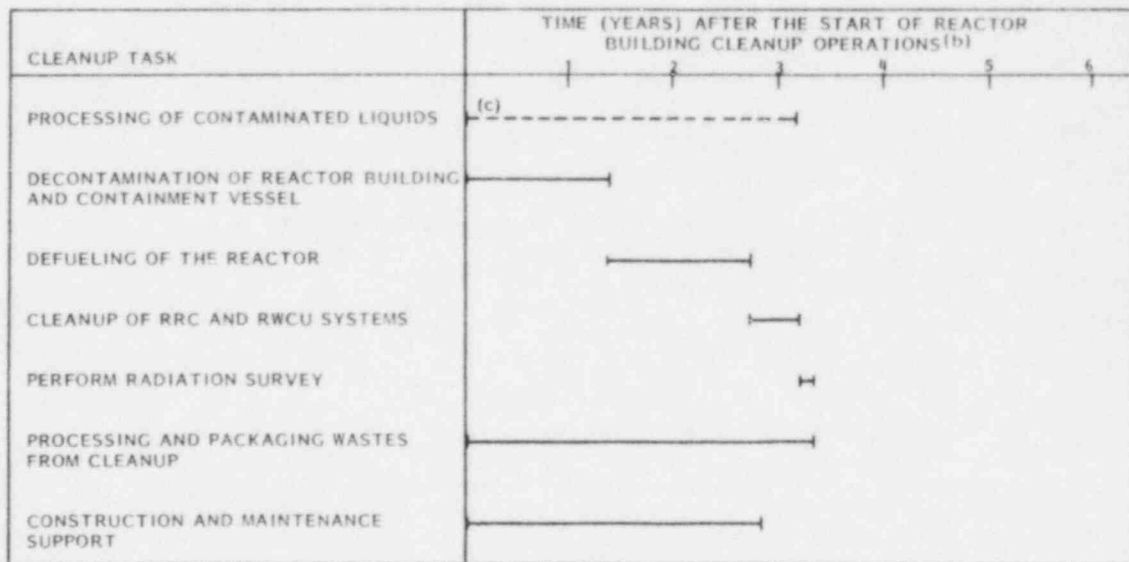 TIME (YEARS) AFTER THE START OF REACTOR
BUILDING CLEANUP OPERATIONS(b)
CLEANUP TASK
1 2 3 4 5 6
(c)
PROCESSING OF CONTAMINATED LIQUIDS
DECONTAMINATION OF REACTOR BUILDING
AND CONTAINMENT VESSEL
DEFUELING OF THE REACTOR
CLEANUP OF RRC AND RWCU SYSTEMS
PERFORM RADIATION SURVEY
PROCESSING AND PACKAGING WASTES
FROM CLEANUP
CONSTRUCTION AND MAINTENANCE
SUPPORT